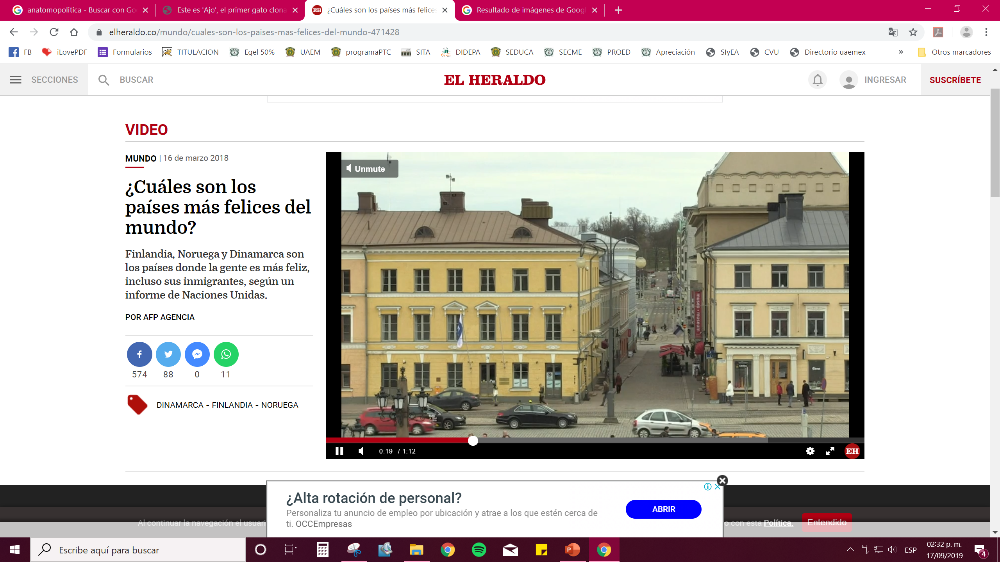 anatomopolitica - Buscar con Go
Este es 'Ajo', el primer gato clona
¿Cuáles son los países más felices
Resultado de imágenes de Googl
elheraldo.co/mundo/cuales-son-los-paises-mas-felices-del-mundo-471428
FB
iLovePDF
Formularios
TITULACION
Egel 50%
UAEM
programaPTC
SITA
DIDEPA
SEDUCA
SECME
PROED
Apreciación
SIyEA
CVU
Directorio uaemex
»
Otros marcadores
SECCIONES
BUSCAR
EL HERALDO
INGRESAR
SUSCRÍBETE
VIDEO
MUNDO | 16 de marzo 2018
¿Cuáles son los
países más felices del
mundo?
Finlandia, Noruega y Dinamarca son
los países donde la gente es más feliz,
incluso sus inmigrantes, según un
informe de Naciones Unidas.
POR AFP AGENCIA
574
88
0
11
DINAMARCA - FINLANDIA - NORUEGA
Unmute
museo • museum
24
OKRA
0:19 / 1:12
EH
¿Alta rotación de personal?
Personaliza tu anuncio de empleo por ubicación y atrae a los que estén cerca de
ti. OCCEmpresas
ABRIR
Al continuar la navegación el usuari
o con esta Política.
Entendido
Escribe aquí para buscar
ESP
02:32 p. m.
17/09/2019
4